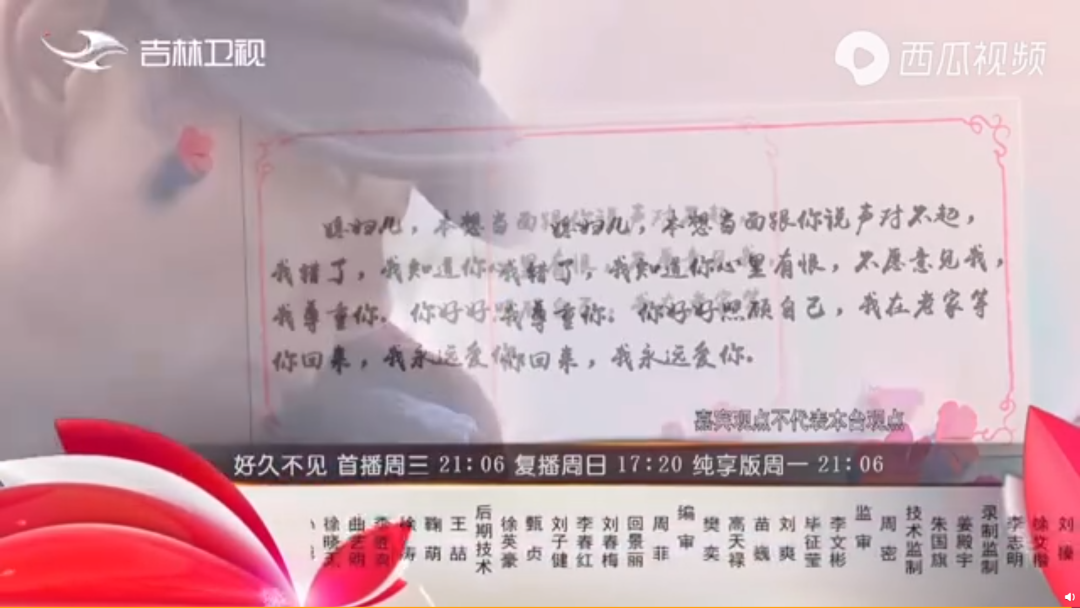 吉林卫视
西瓜视频
媳妇儿，本想当面跟你说声对不起，
我错了，我知道你心里有恨，不愿意见我，
我尊重你。你好好照顾自己，我在老家等
你回来，我永远爱你。
嘉宾观点不代表本台观点
好久不见 首播周三 21:06 复播周日 17:20 纯享版周一 21:06
徐文楷
李志明
录制监制
姜殿宇
朱国旗
技术监制
周密
监审
李文彬
毕征莹
刘爽
苗巍
高天禄
樊奕
编审
周菲
回景丽
刘春梅
李春红
刘子健
甄贞
徐英豪
后期技术
王喆
鞠萌
徐涛
曲艺明